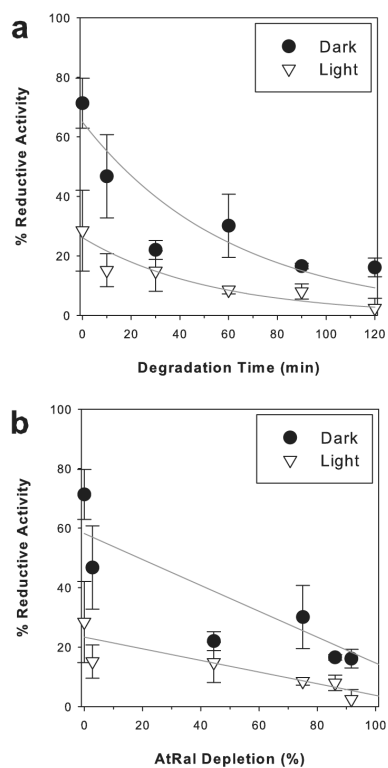 a
Dark
Light
% Reductive Activity
100
80
60
40
20
0
0 20 40 60 80 100 120
Degradation Time (min)
b
Dark
Light
% Reductive Activity
100
80
60
40
20
0
0 20 40 60 80 100
AtRal Depletion (%)